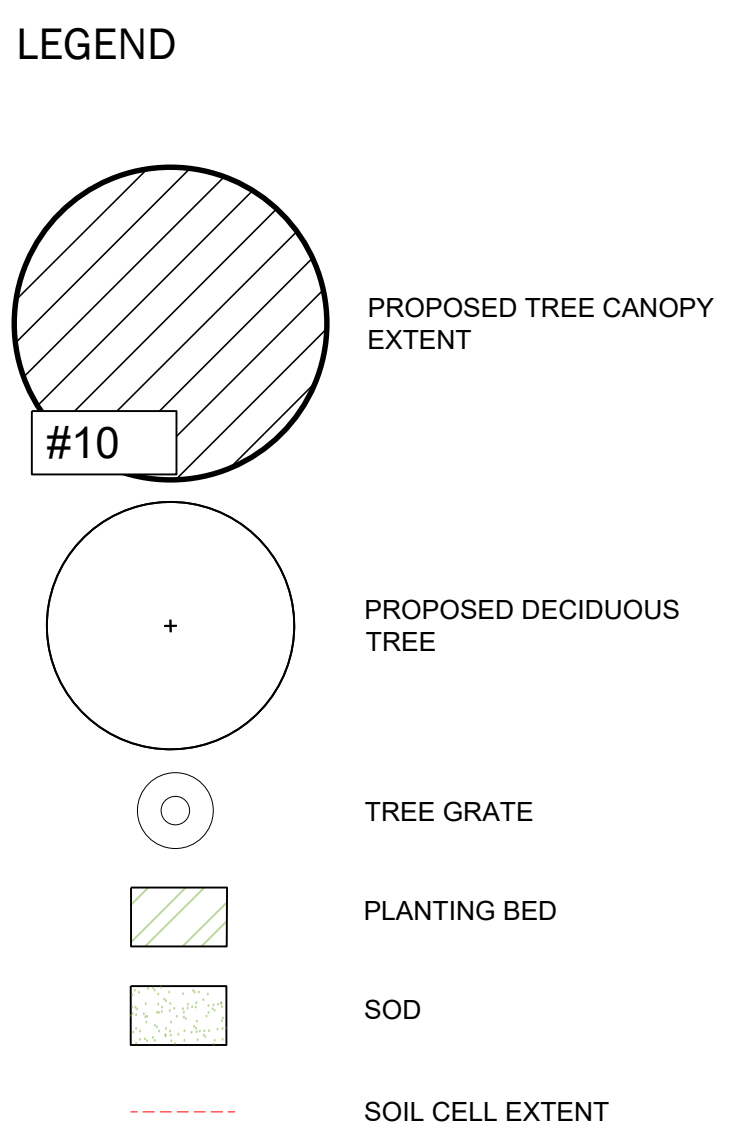 LEGEND
PROPOSED TREE CANOPY
EXTENT
#10
PROPOSED DECIDUOUS
TREE
TREE GRATE
PLANTING BED
SOD
SOIL CELL EXTENT